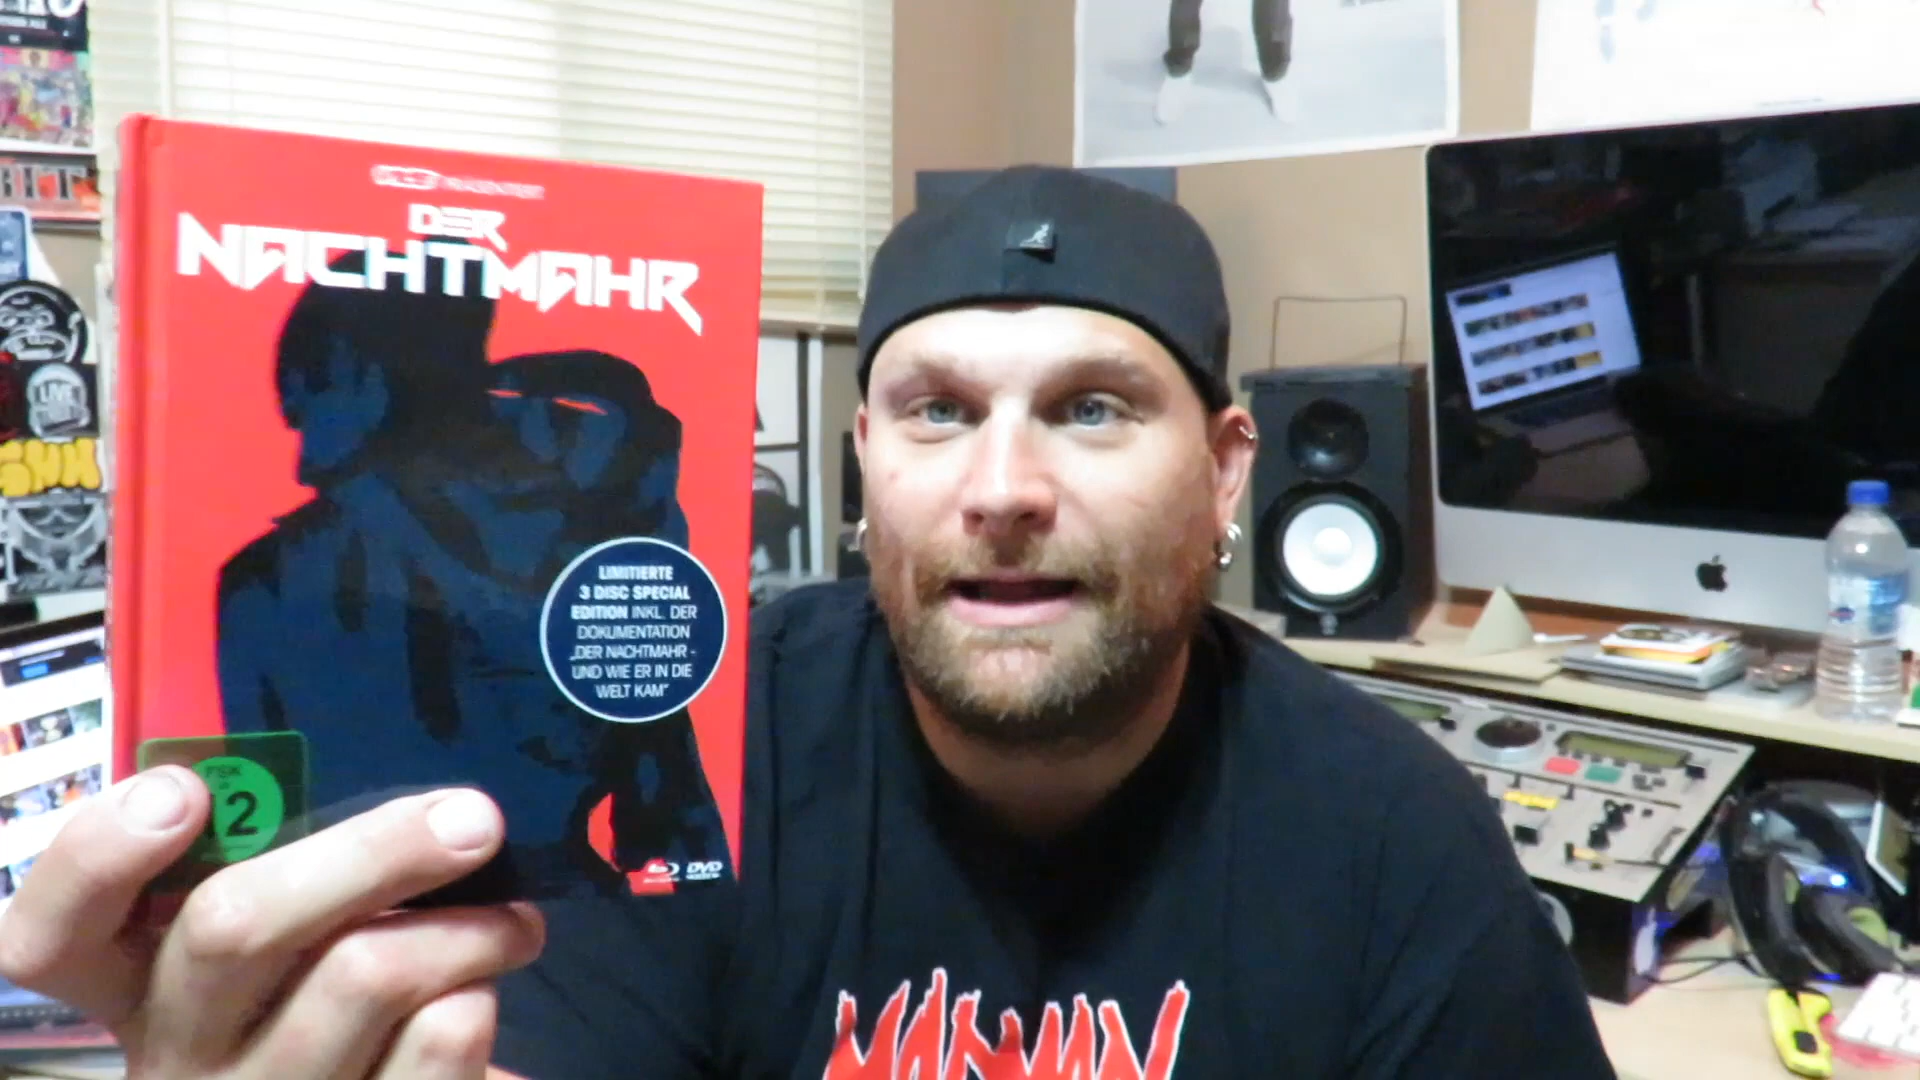 DER
NACHTMAHR
LIMITIERTE
3 DISC SPECIAL
EDITION INKL. DER
DOKUMENTATION
„DER NACHTMAHR -
UND WIE ER IN DIE
WELT KAM“
FSK
12
DVD
LIVE